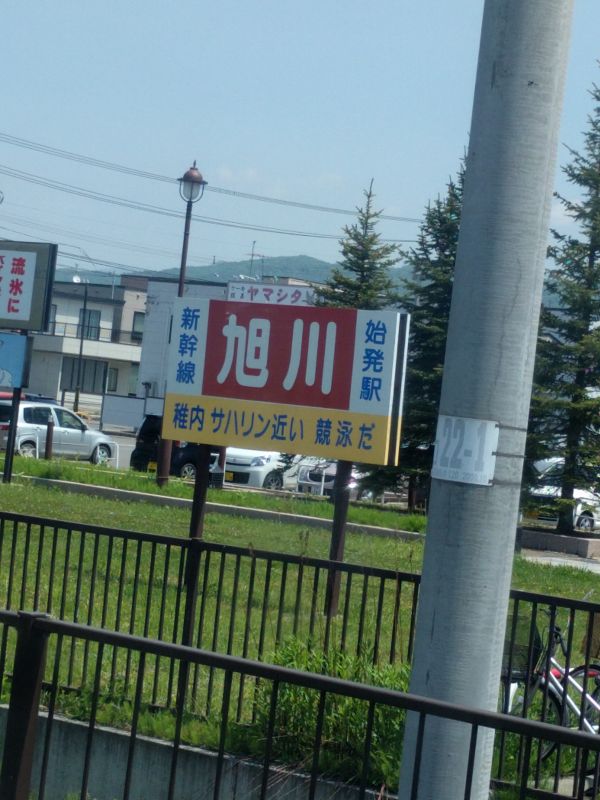 流氷に
新幹線
旭川
始発駅
稚内 サハリン近い 競泳だ
ヤマシタ
22-1